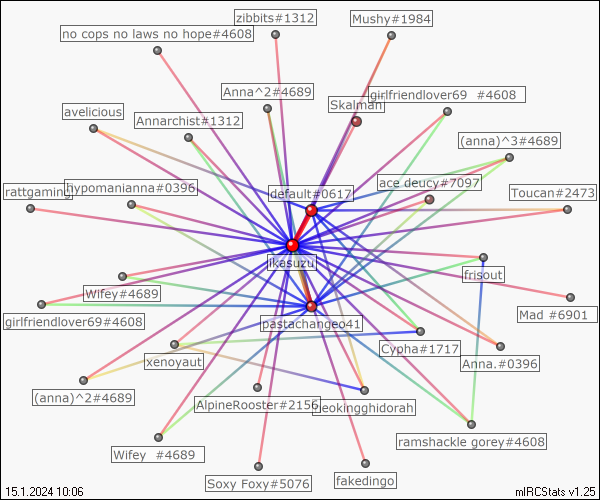 zibbits#1312
Mushy#1984
no cops no laws no hope#4608
Anna^2#4689
girlfriendlover69 #4608
Skalman
avelicious
Annarchist#1312
(anna)^3#4689
ace deucy#7097
rattgaming
hypomanianna#0396
default#0617
Toucan#2473
ikasuzu
frisout
Wifey#4689
Mad #6901
girlfriendlover69#4608
pastachangeo41
Cypha#1717
xenoyaut
Anna.#0396
(anna)^2#4689
AlpineRooster#2156
neokingghidorah
ramshackle gorey#4608
Wifey #4689
Soxy Foxy#5076
fakedingo
15.1.2024 10:06
mIRCStats v1.25